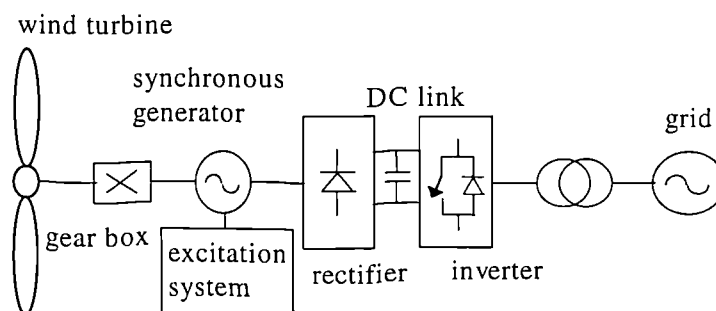 wind turbine
synchronous
generator
DC link
grid
gear box
excitation
system
rectifier
inverter